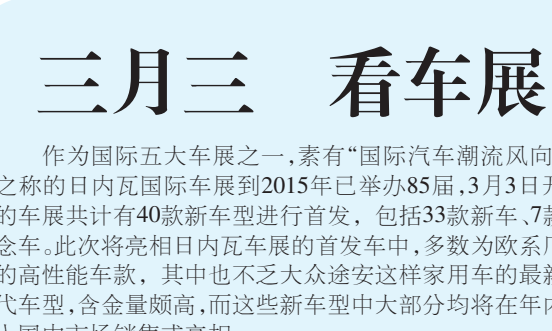 三月三 看车展
作为国际五大车展之一,素有“国际汽车潮流风向
之称的日内瓦国际车展到2015年已举办85届,3月3日开
的车展共计有40款新车型进行首发，包括33款新车、7款
念车。此次将亮相日内瓦车展的首发车中,多数为欧系
的高性能车款，其中也不乏大众途安这样家用车的最新
代车型,含金量颇高,而这些新车型中大部分均将在年内